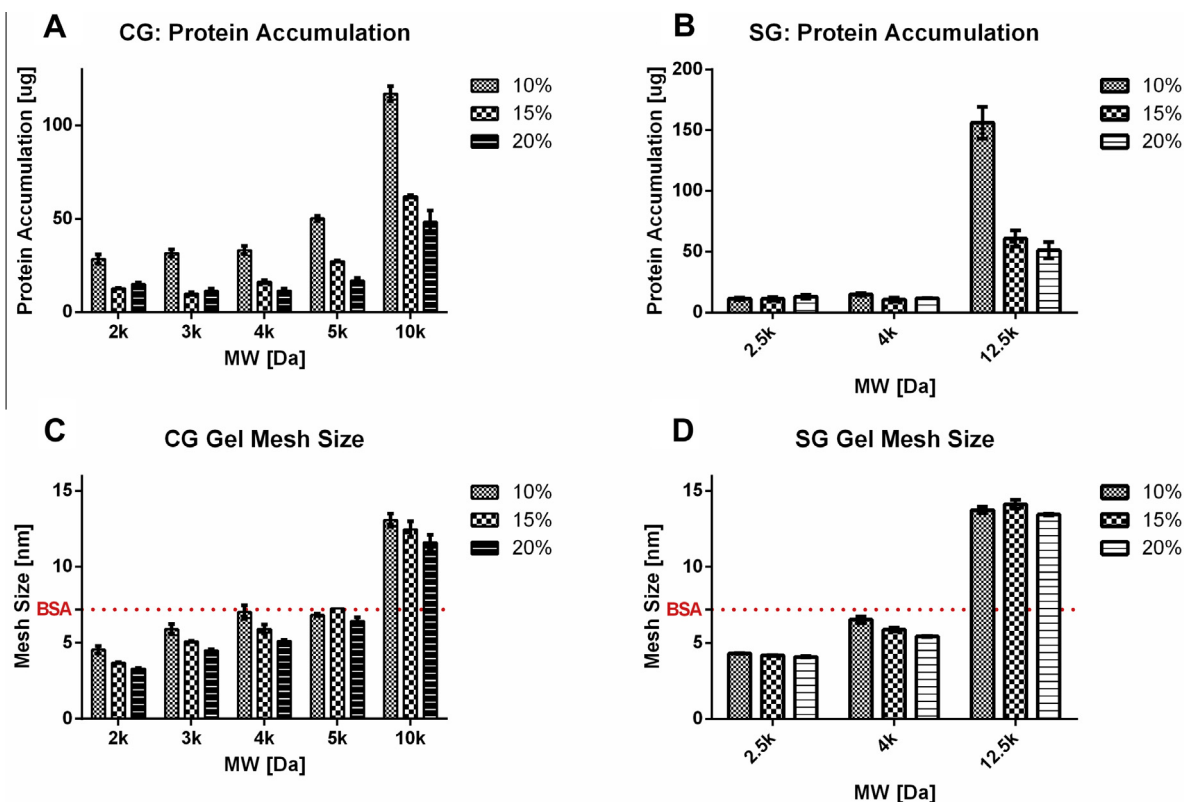 A
CG: Protein Accumulation
Protein Accumulation [ug]
100
50
0
2k 3k 4k 5k 10k
MW [Da]
10%
15%
20%
B
SG: Protein Accumulation
Protein Accumulation [ug]
200
150
100
50
0
2.5k 4k 12.5k
MW [Da]
10%
15%
20%
C
CG Gel Mesh Size
Mesh Size [nm]
15
10
BSA
5
0
2k 3k 4k 5k 10k
MW [Da]
10%
15%
20%
D
SG Gel Mesh Size
Mesh Size [nm]
15
10
BSA
5
0
2.5k 4k 12.5k
MW [Da]
10%
15%
20%